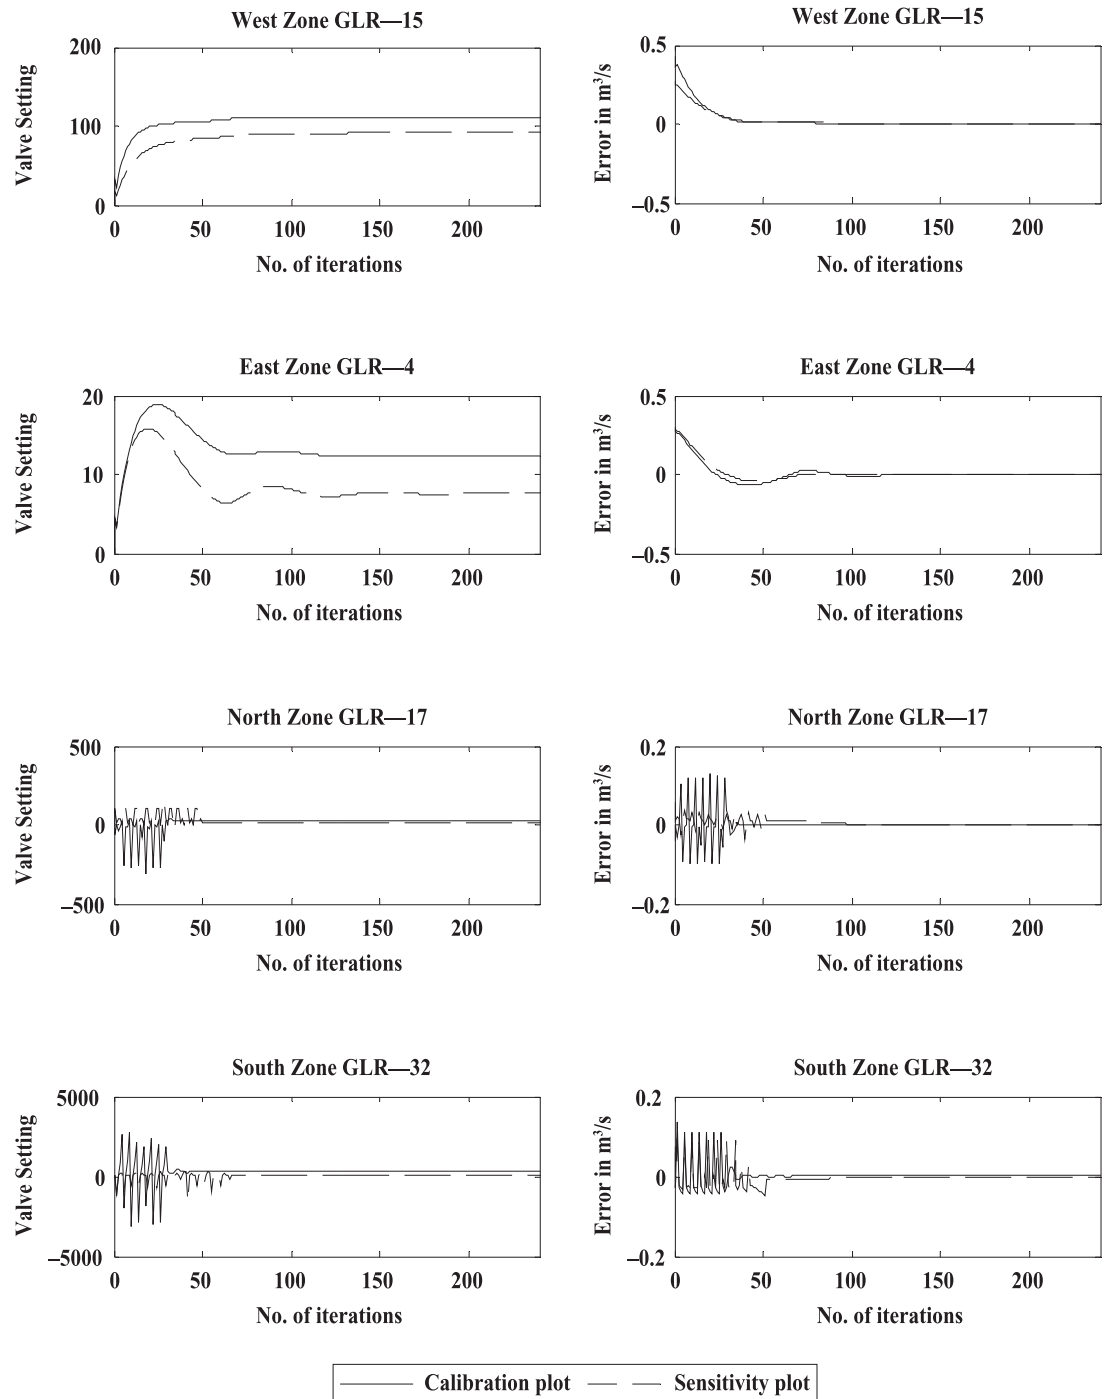 West Zone GLR—15
200
100
0
Valve Setting
0 50 100 150 200
No. of iterations
West Zone GLR—15
0.5
0
–0.5
Error in m³/s
0 50 100 150 200
No. of iterations
East Zone GLR—4
20
10
0
Valve Setting
0 50 100 150 200
No. of iterations
East Zone GLR—4
0.5
0
–0.5
Error in m³/s
0 50 100 150 200
No. of iterations
North Zone GLR—17
500
0
–500
Valve Setting
0 50 100 150 200
No. of iterations
North Zone GLR—17
0.2
0
–0.2
Error in m³/s
0 50 100 150 200
No. of iterations
South Zone GLR—32
5000
0
–5000
Valve Setting
0 50 100 150 200
No. of iterations
South Zone GLR—32
0.2
0
–0.2
Error in m³/s
0 50 100 150 200
No. of iterations
Calibration plot Sensitivity plot